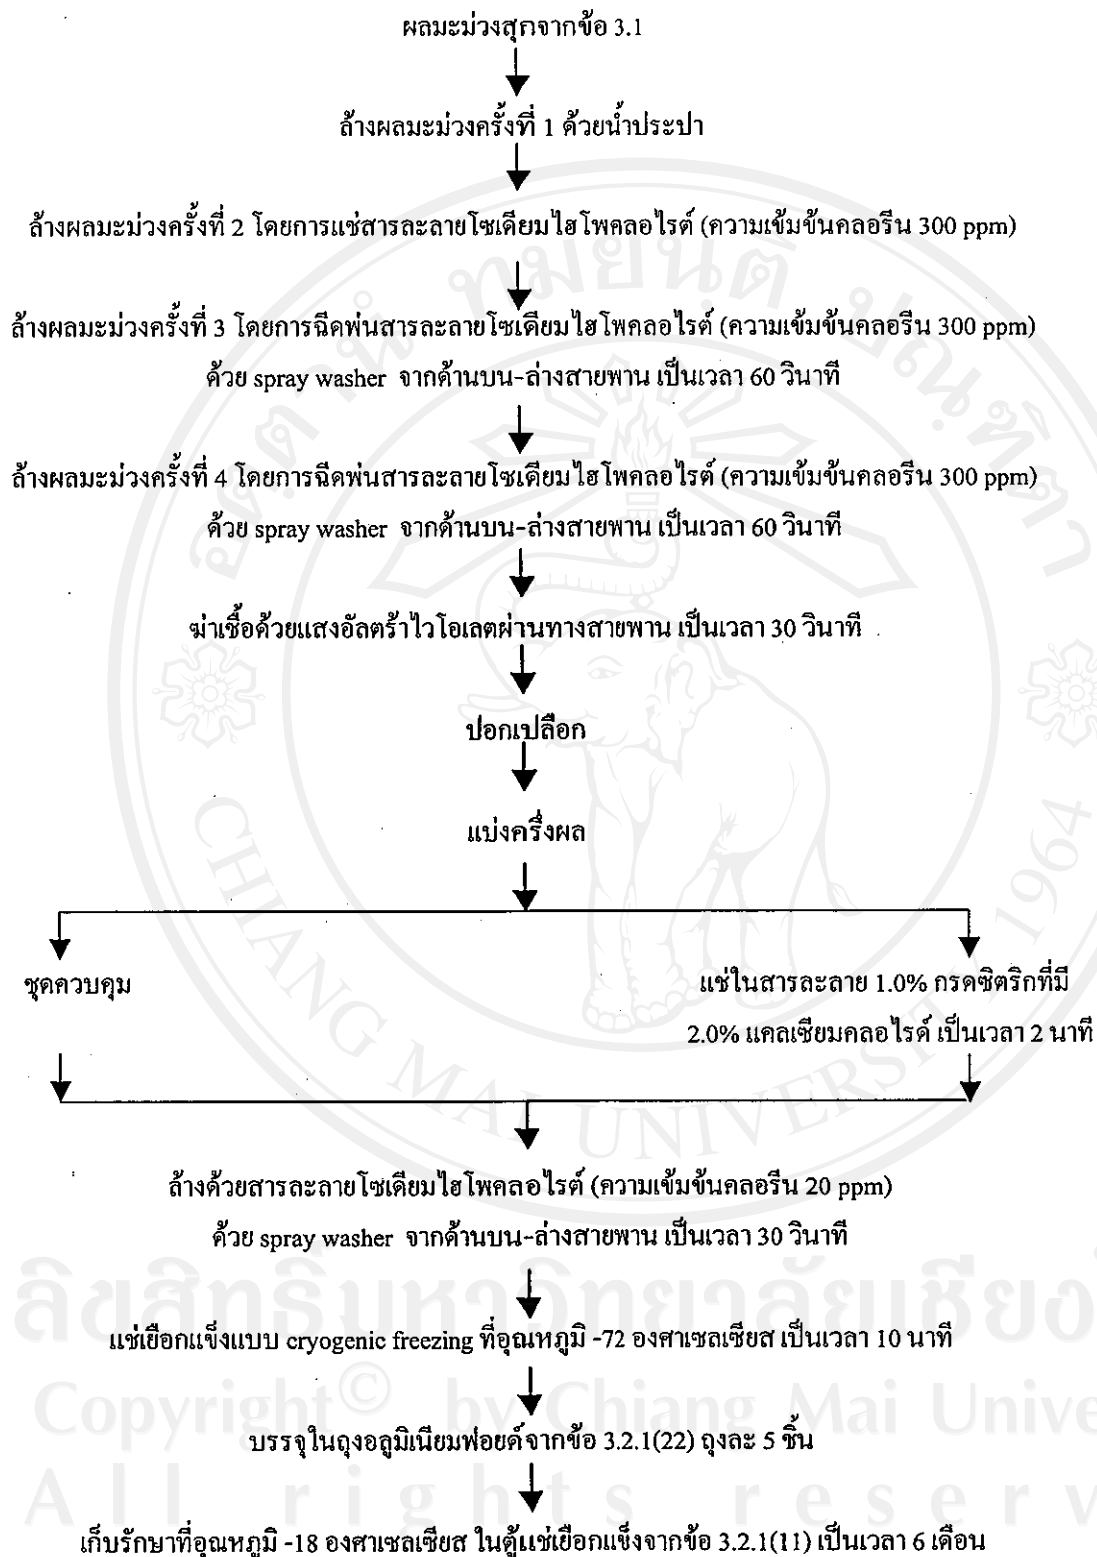 ผลมะม่วงสุกจากข้อ 3.1
ล้างผลมะม่วงครั้งที่ 1 ด้วยน้ำประปา
ล้างผลมะม่วงครั้งที่ 2 โดยการแช่สารละลายโซเดียมไฮโพคลอไรต์ (ความเข้มข้นคลอรีน 300 ppm)
ล้างผลมะม่วงครั้งที่ 3 โดยการฉีดพ่นสารละลายโซเดียมไฮโพคลอไรต์ (ความเข้มข้นคลอรีน 300 ppm)
ด้วย spray washer จากด้านบน-ล่างสายพาน เป็นเวลา 60 วินาที
ล้างผลมะม่วงครั้งที่ 4 โดยการฉีดพ่นสารละลายโซเดียมไฮโพคลอไรต์ (ความเข้มข้นคลอรีน 300 ppm)
ด้วย spray washer จากด้านบน-ล่างสายพาน เป็นเวลา 60 วินาที
ฆ่าเชื้อด้วยแสงอัลตร้าไวโอเลตผ่านทางสายพาน เป็นเวลา 30 วินาที
ปอกเปลือก
แบ่งครึ่งผล
ชุดควบคุม
แช่ในสารละลาย 1.0% กรดซิตริกที่มี
2.0% แคลเซียมคลอไรด์ เป็นเวลา 2 นาที
ล้างด้วยสารละลายโซเดียมไฮโพคลอไรต์ (ความเข้มข้นคลอรีน 20 ppm)
ด้วย spray washer จากด้านบน-ล่างสายพาน เป็นเวลา 30 วินาที
แช่เยือกแข็งแบบ cryogenic freezing ที่อุณหภูมิ -72 องศาเซลเซียส เป็นเวลา 10 นาที
บรรจุในถุงอลูมิเนียมฟอยด์จากข้อ 3.2.1(22) ถุงละ 5 ชิ้น
เก็บรักษาที่อุณหภูมิ -18 องศาเซลเซียส ในตู้แช่เยือกแข็งจากข้อ 3.2.1(11) เป็นเวลา 6 เดือน
CHIANG MAI UNIVERSITY 1964
Copyright© by Chiang Mai
All rights